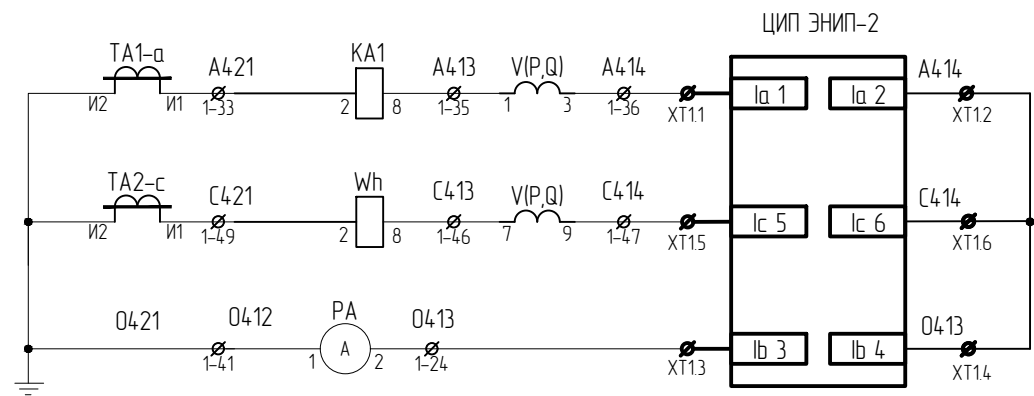 ЦИП ЭНИП-2
TA1-a
A421
KA1
A413
V(P,Q)
A414
A414
И2
И1
1-33
2
8
1-35
1
3
1-36
XT1.1
Ia 1
Ia 2
XT1.2
TA2-c
C421
Wh
C413
V(P,Q)
C414
C414
И2
И1
1-49
2
8
1-46
7
9
1-47
XT1.5
Ic 5
Ic 6
XT1.6
0421
0412
PA
0413
0413
1-41
1
A
2
1-24
XT1.3
Ib 3
Ib 4
XT1.4